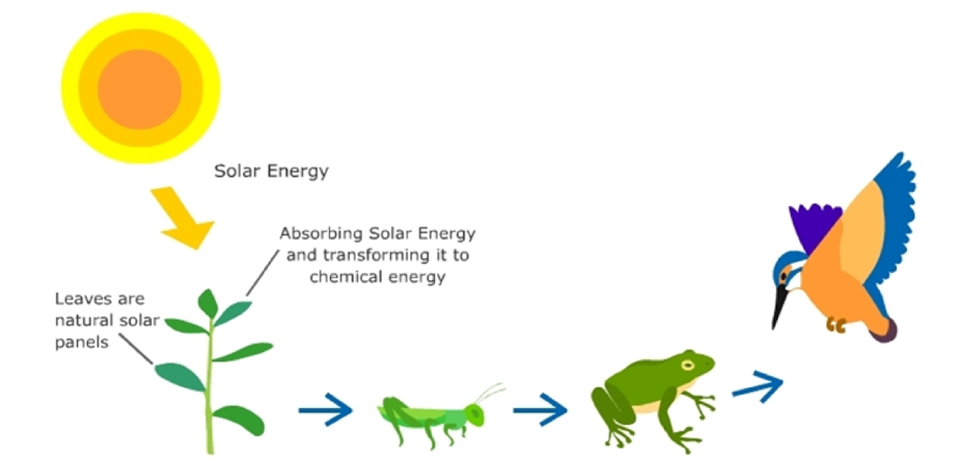 Solar Energy
Absorbing Solar Energy
and transforming it to
chemical energy
Leaves are
natural solar
panels